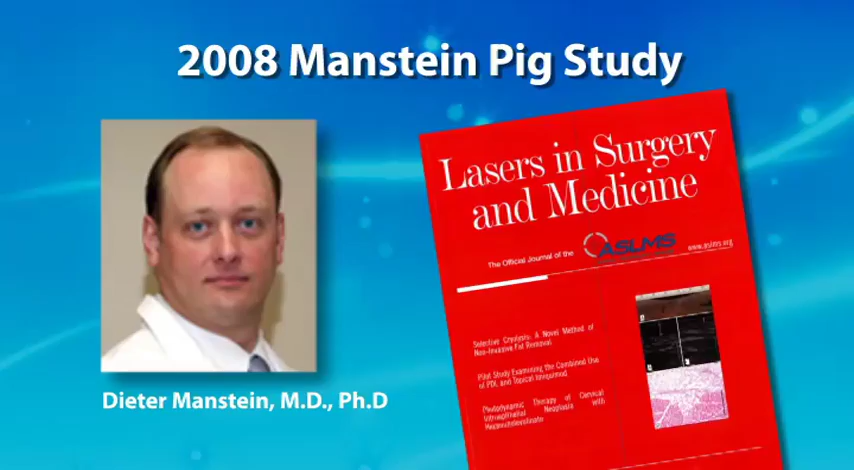 2008 Manstein Pig Study
Dieter Manstein, M.D., Ph.D
Lasers in Surgery
and Medicine
The Official Journal of the ASLMS www.aslms.org
Selective Cryolysis: A Novel Method of
Non-Invasive Fat Removal
Pilot Study Examining the Combined Use
of PDL and Topical Imiquimod
Photodynamic Therapy of Cervical
Intraepithelial Neoplasia with
Hexaminolevulinate